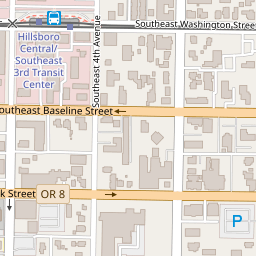 Southeast Washington Street
Hillsboro
Central/
Southeast
3rd Transit
Center
Southeast 4th Avenue
Southeast Baseline Street
Street
OR 8
P